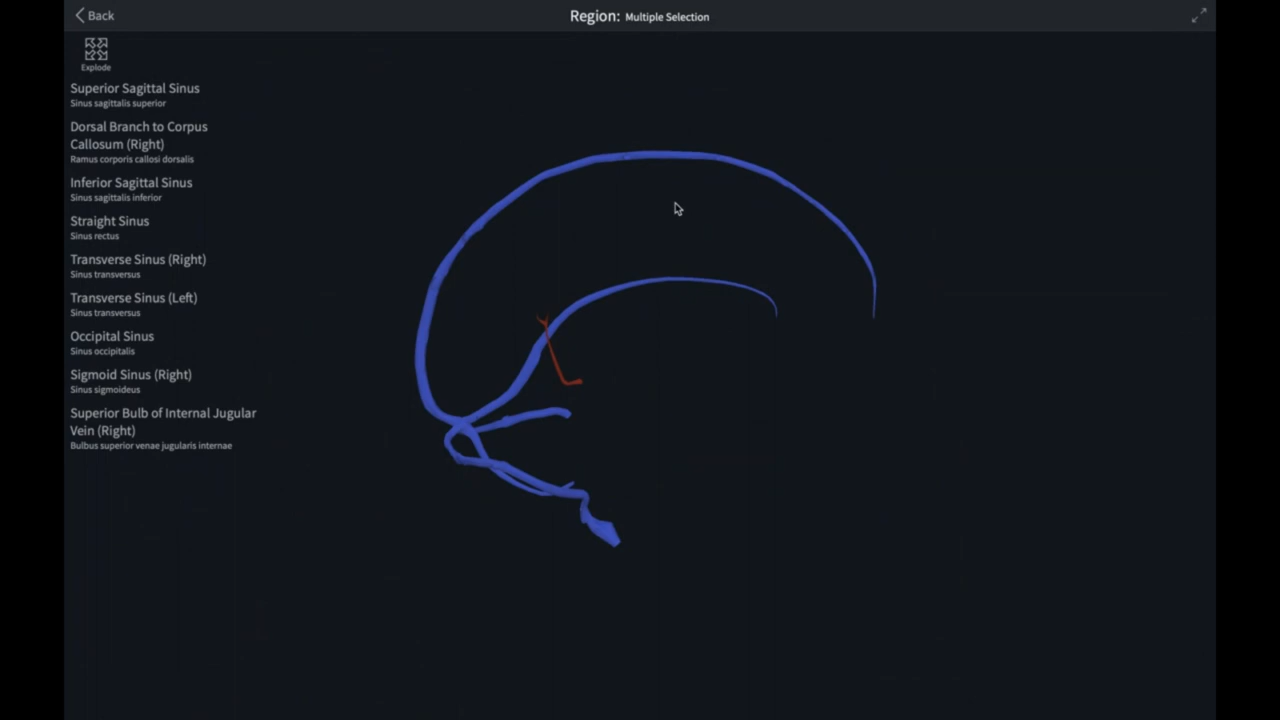 Back
Region: Multiple Selection
Explode
Superior Sagittal Sinus
Sinus sagittalis superior
Dorsal Branch to Corpus
Callosum (Right)
Ramus corporis callosi dorsalis
Inferior Sagittal Sinus
Sinus sagittalis inferior
Straight Sinus
Sinus rectus
Transverse Sinus (Right)
Sinus transversus
Transverse Sinus (Left)
Sinus transversus
Occipital Sinus
Sinus occipitalis
Sigmoid Sinus (Right)
Sinus sigmoideus
Superior Bulb of Internal Jugular
Vein (Right)
Bulbus superior venae jugularis internae